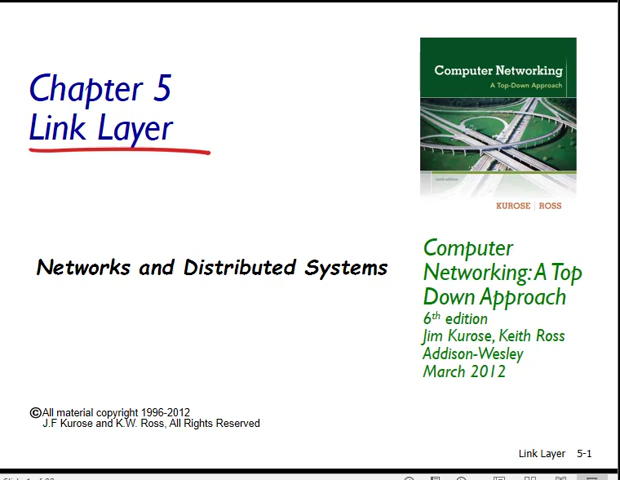 Chapter 5
Link Layer
Computer Networking
A Top-Down Approach
KUROSE ROSS
Networks and Distributed Systems
Computer
Networking: A Top
Down Approach
6th edition
Jim Kurose, Keith Ross
Addison-Wesley
March 2012
©All material copyright 1996-2012
J.F Kurose and K.W. Ross, All Rights Reserved
Link Layer 5-1